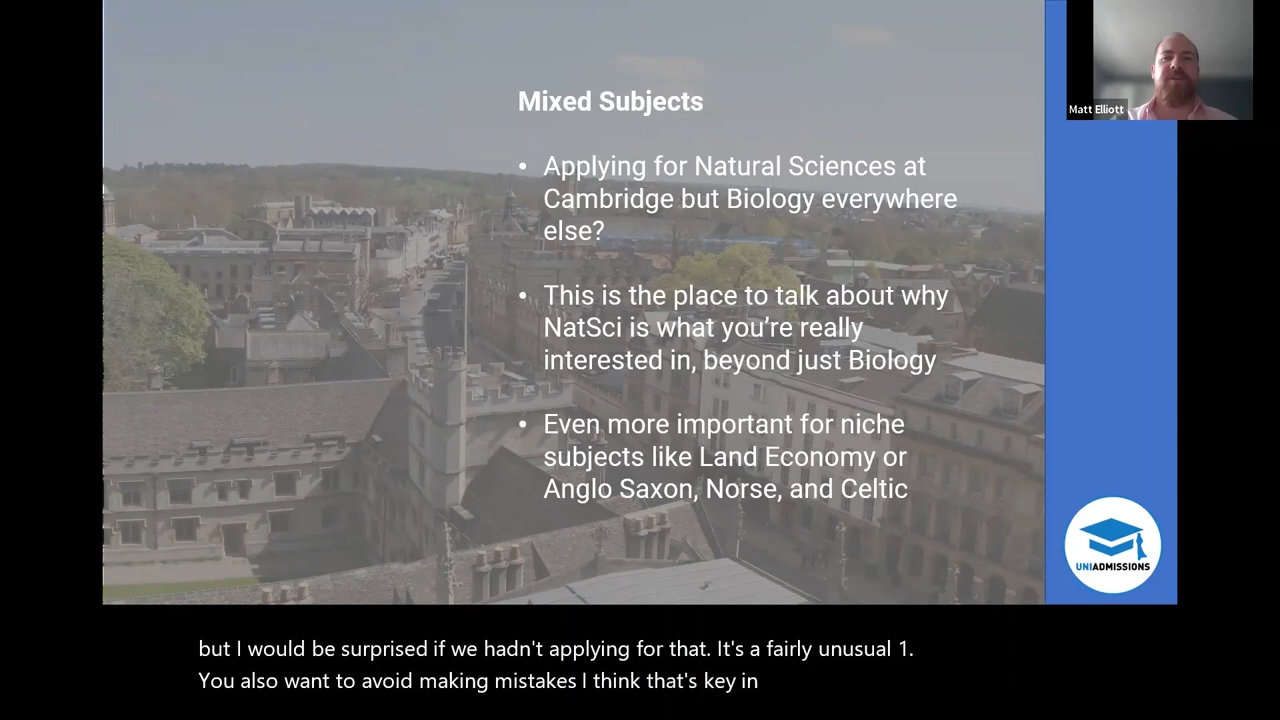 Mixed Subjects
• Applying for Natural Sciences at
Cambridge but Biology everywhere
else?
• This is the place to talk about why
NatSci is what you're really
interested in, beyond just Biology
• Even more important for niche
subjects like Land Economy or
Anglo Saxon, Norse, and Celtic
Matt Elliott
UNIADMISSIONS
but I would be surprised if we hadn't applying for that. It's a fairly unusual 1.
You also want to avoid making mistakes I think that's key in